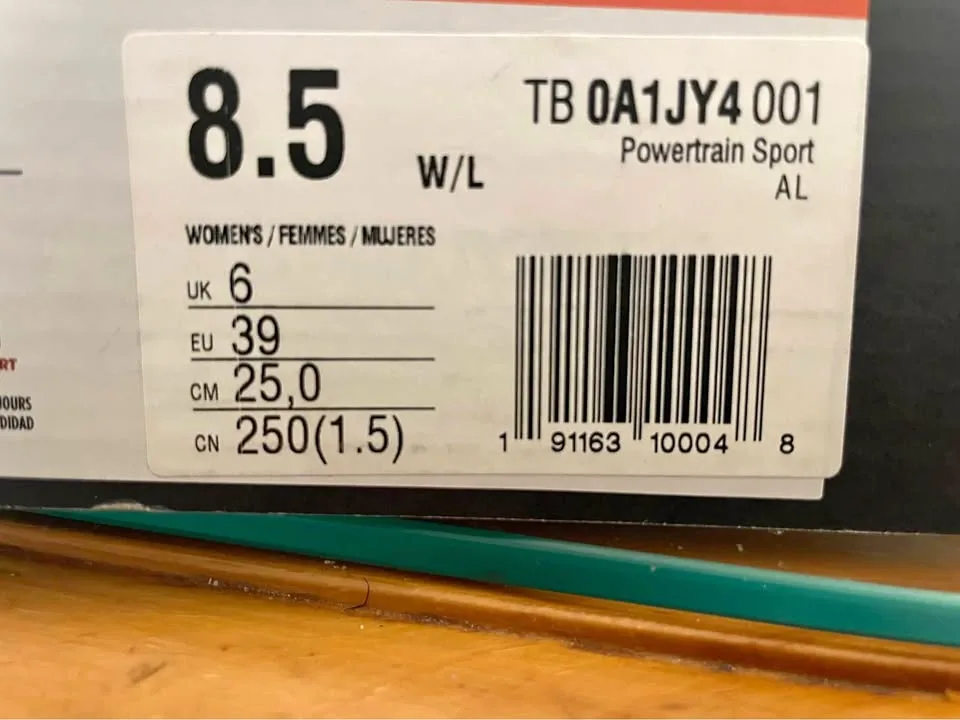 8.5 W/L
TB 0A1JY4 001
Powertrain Sport
AL
WOMEN'S / FEMMES / MUJERES
UK 6
EU 39
CM 25,0
CN 250(1.5)
1 91163 10004 8
RT
JOURS
DIDAD